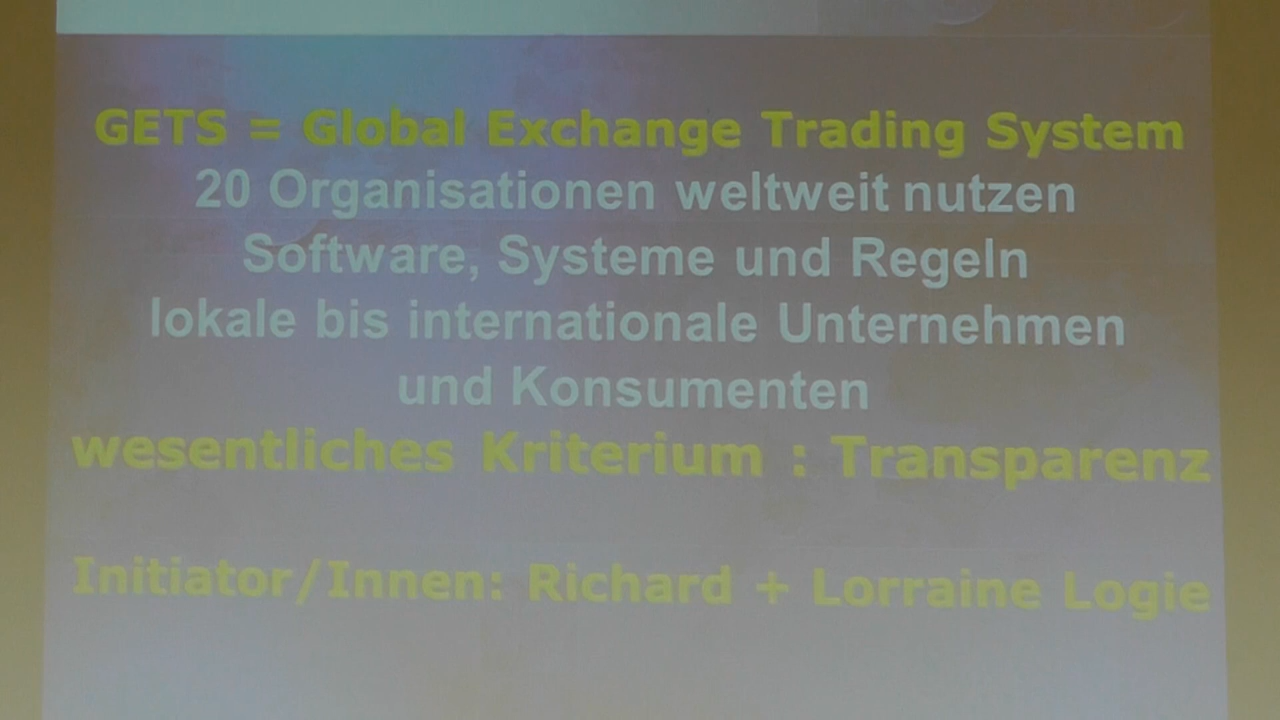 GETS = Global Exchange Trading System
20 Organisationen weltweit nutzen
Software, Systeme und Regeln
lokale bis internationale Unternehmen
und Konsumenten
wesentliches Kriterium : Transparenz
Initiator/Innen: Richard + Lorraine Logie